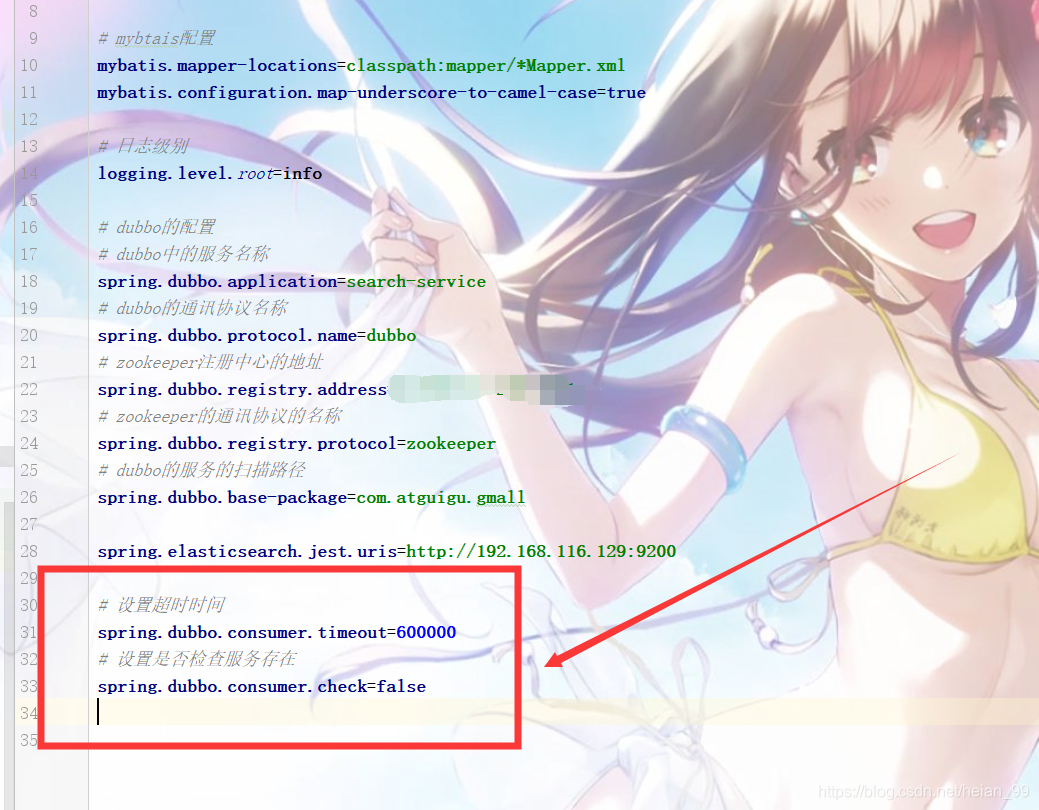 8
9 # mybtais配置
10 mybatis.mapper-locations=classpath:mapper/*Mapper.xml
11 mybatis.configuration.map-underscore-to-camel-case=true
12
13 # 日志级别
14 logging.level.root=info
15
16 # dubbo的配置
17 # dubbo中的服务名称
18 spring.dubbo.application=search-service
19 # dubbo的通讯协议名称
20 spring.dubbo.protocol.name=dubbo
21 # zookeeper注册中心的地址
22 spring.dubbo.registry.address
23 # zookeeper的通讯协议的名称
24 spring.dubbo.registry.protocol=zookeeper
25 # dubbo的服务的扫描路径
26 spring.dubbo.base-package=com.atguigu.gmall
27
28 spring.elasticsearch.jest.uris=http://192.168.116.129:9200
29
30 # 设置超时时间
31 spring.dubbo.consumer.timeout=600000
32 # 设置是否检查服务存在
33 spring.dubbo.consumer.check=false
34
35
https://blog.csdn.net/hejan_99